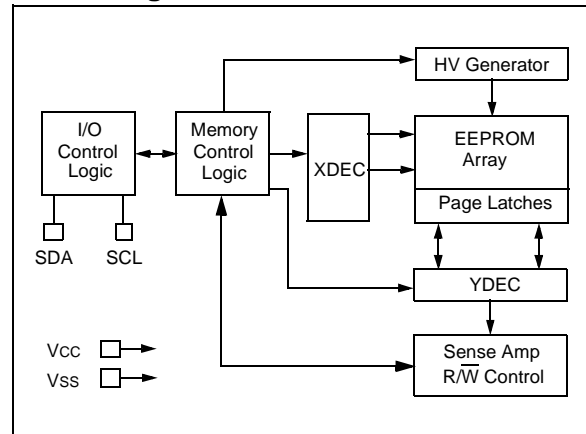 HV Generator
I/O
Control
Logic
Memory
Control
Logic
XDEC
EEPROM
Array
Page Latches
SDA
SCL
YDEC
Vcc
Vss
Sense Amp
R/W̅ Control